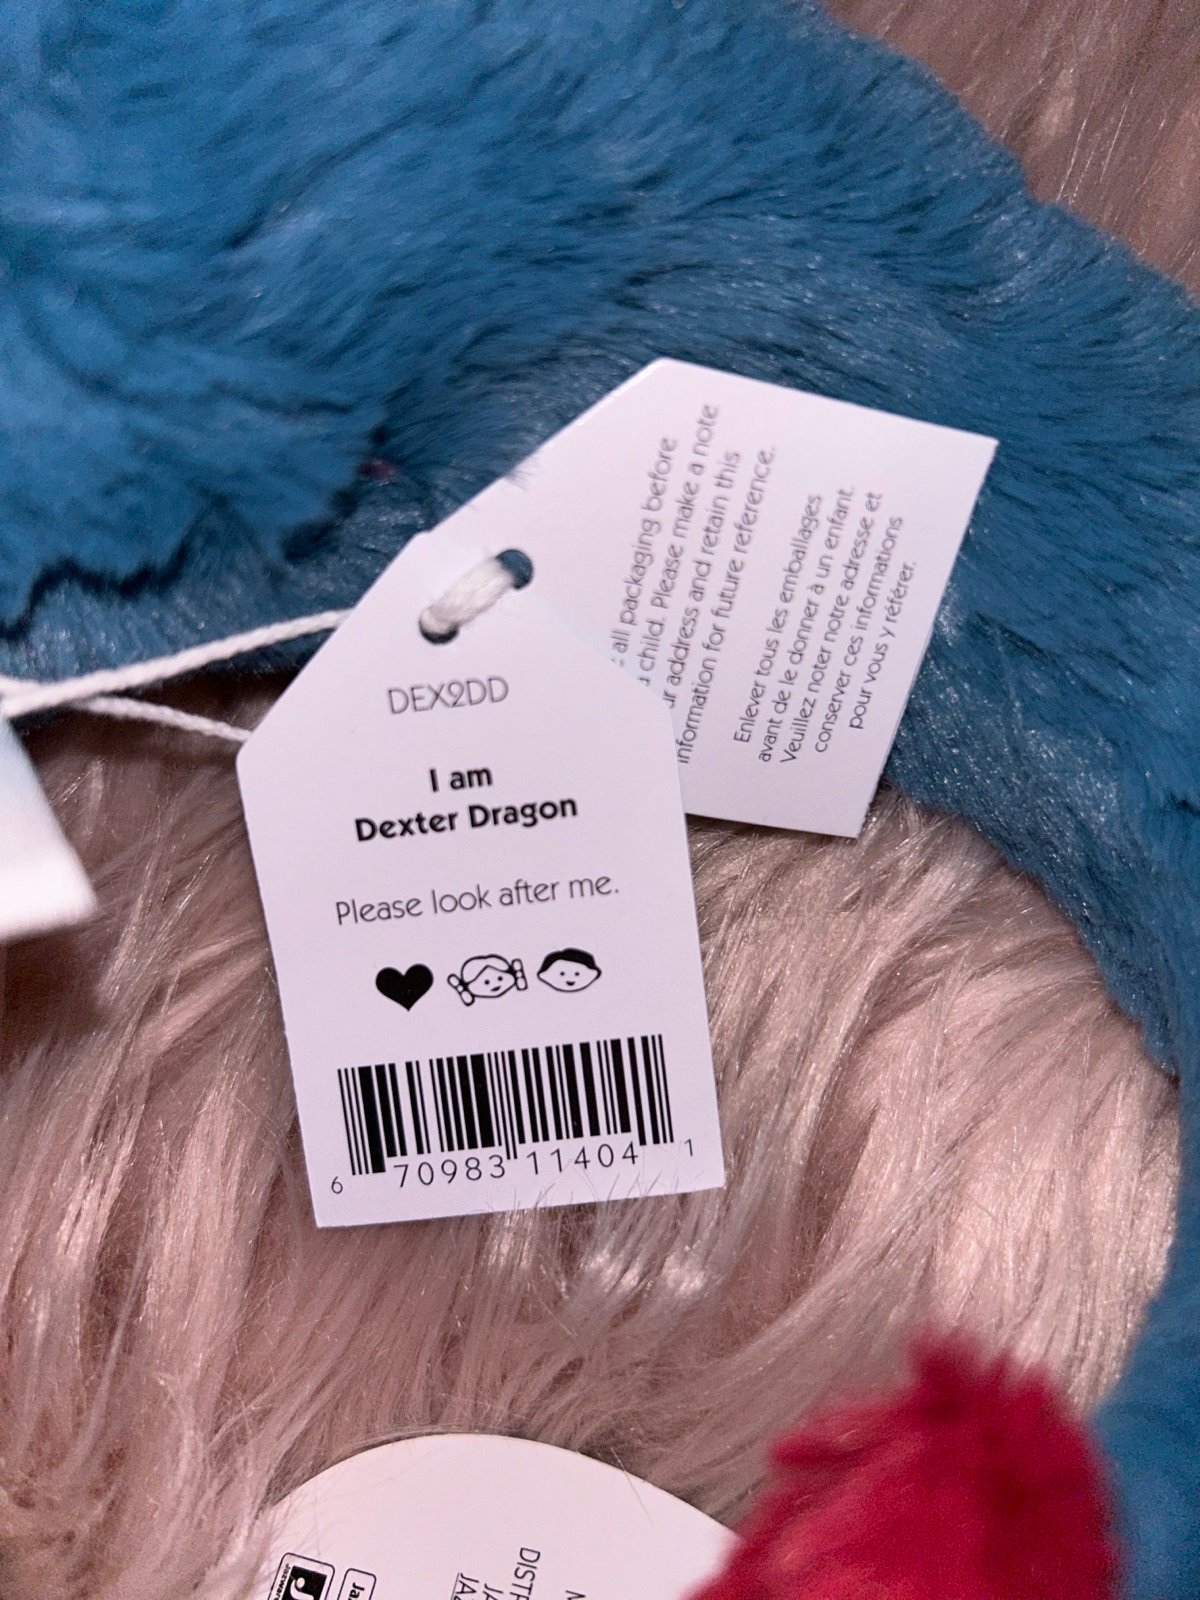 DEX2DD
I am
Dexter Dragon
Please look after me.
6 70983 11404 1
all packaging before
child. Please make a note
address and retain this
information for future reference.
Enlever tous les emballages
avant de le donner à un enfant.
Veuillez noter notre adresse et
conserver ces informations
pour vous y référer.